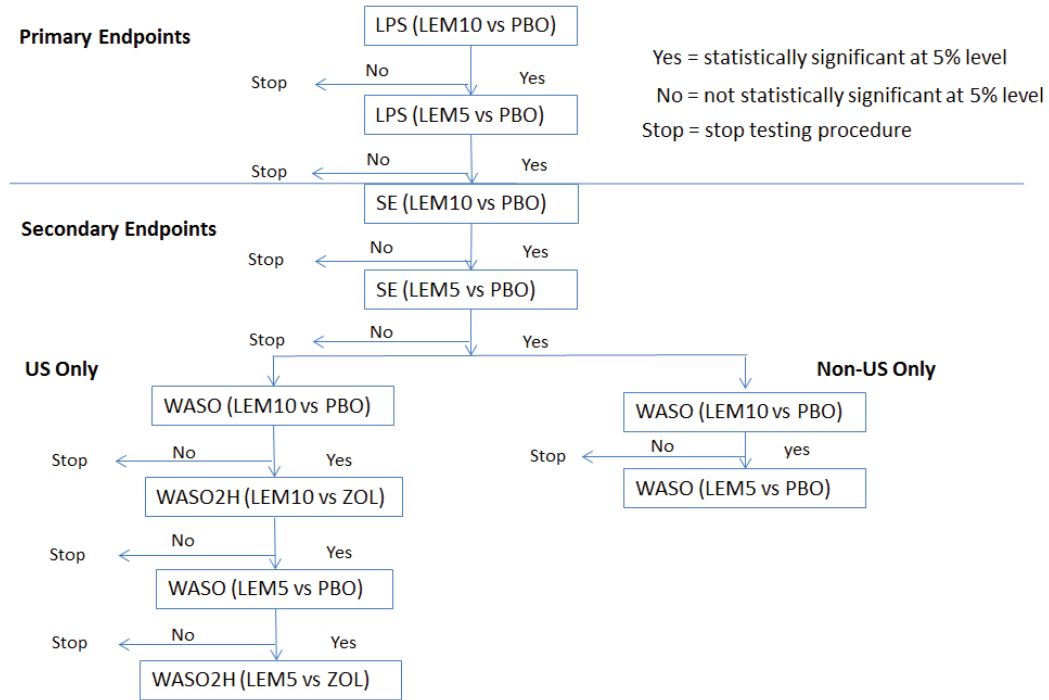 Primary Endpoints
LPS (LEM10 vs PBO)
Yes = statistically significant at 5% level
No = not statistically significant at 5% level
Stop = stop testing procedure
Stop
No
Yes
LPS (LEM5 vs PBO)
Stop
No
Yes
SE (LEM10 vs PBO)
Secondary Endpoints
Stop
No
Yes
SE (LEM5 vs PBO)
Stop
No
Yes
US Only
WASO (LEM10 vs PBO)
Stop
No
Yes
WASO2H (LEM10 vs ZOL)
Stop
No
Yes
WASO (LEM5 vs PBO)
Stop
No
Yes
WASO2H (LEM5 vs ZOL)
Non-US Only
WASO (LEM10 vs PBO)
Stop
No
yes
WASO (LEM5 vs PBO)